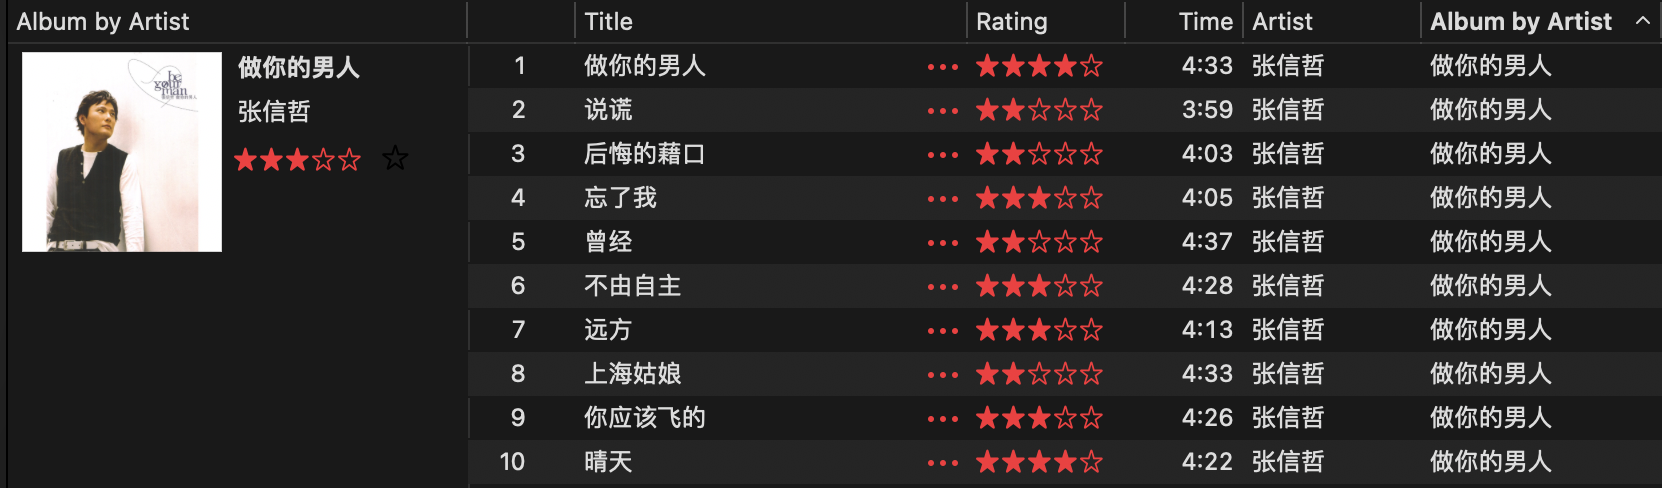 Album by Artist Title Rating Time Artist Album by Artist
be
your
man
做你的男人
张信哲
1 做你的男人 ••• ★★★★☆ 4:33 张信哲 做你的男人
2 说谎 ••• ★★☆☆☆ 3:59 张信哲 做你的男人
3 后悔的藉口 ••• ★★☆☆☆ 4:03 张信哲 做你的男人
4 忘了我 ••• ★★★☆☆ 4:05 张信哲 做你的男人
5 曾经 ••• ★★☆☆☆ 4:37 张信哲 做你的男人
6 不由自主 ••• ★★★☆☆ 4:28 张信哲 做你的男人
7 远方 ••• ★★★☆☆ 4:13 张信哲 做你的男人
8 上海姑娘 ••• ★★☆☆☆ 4:33 张信哲 做你的男人
9 你应该飞的 ••• ★★★☆☆ 4:26 张信哲 做你的男人
10 晴天 ••• ★★★★☆ 4:22 张信哲 做你的男人